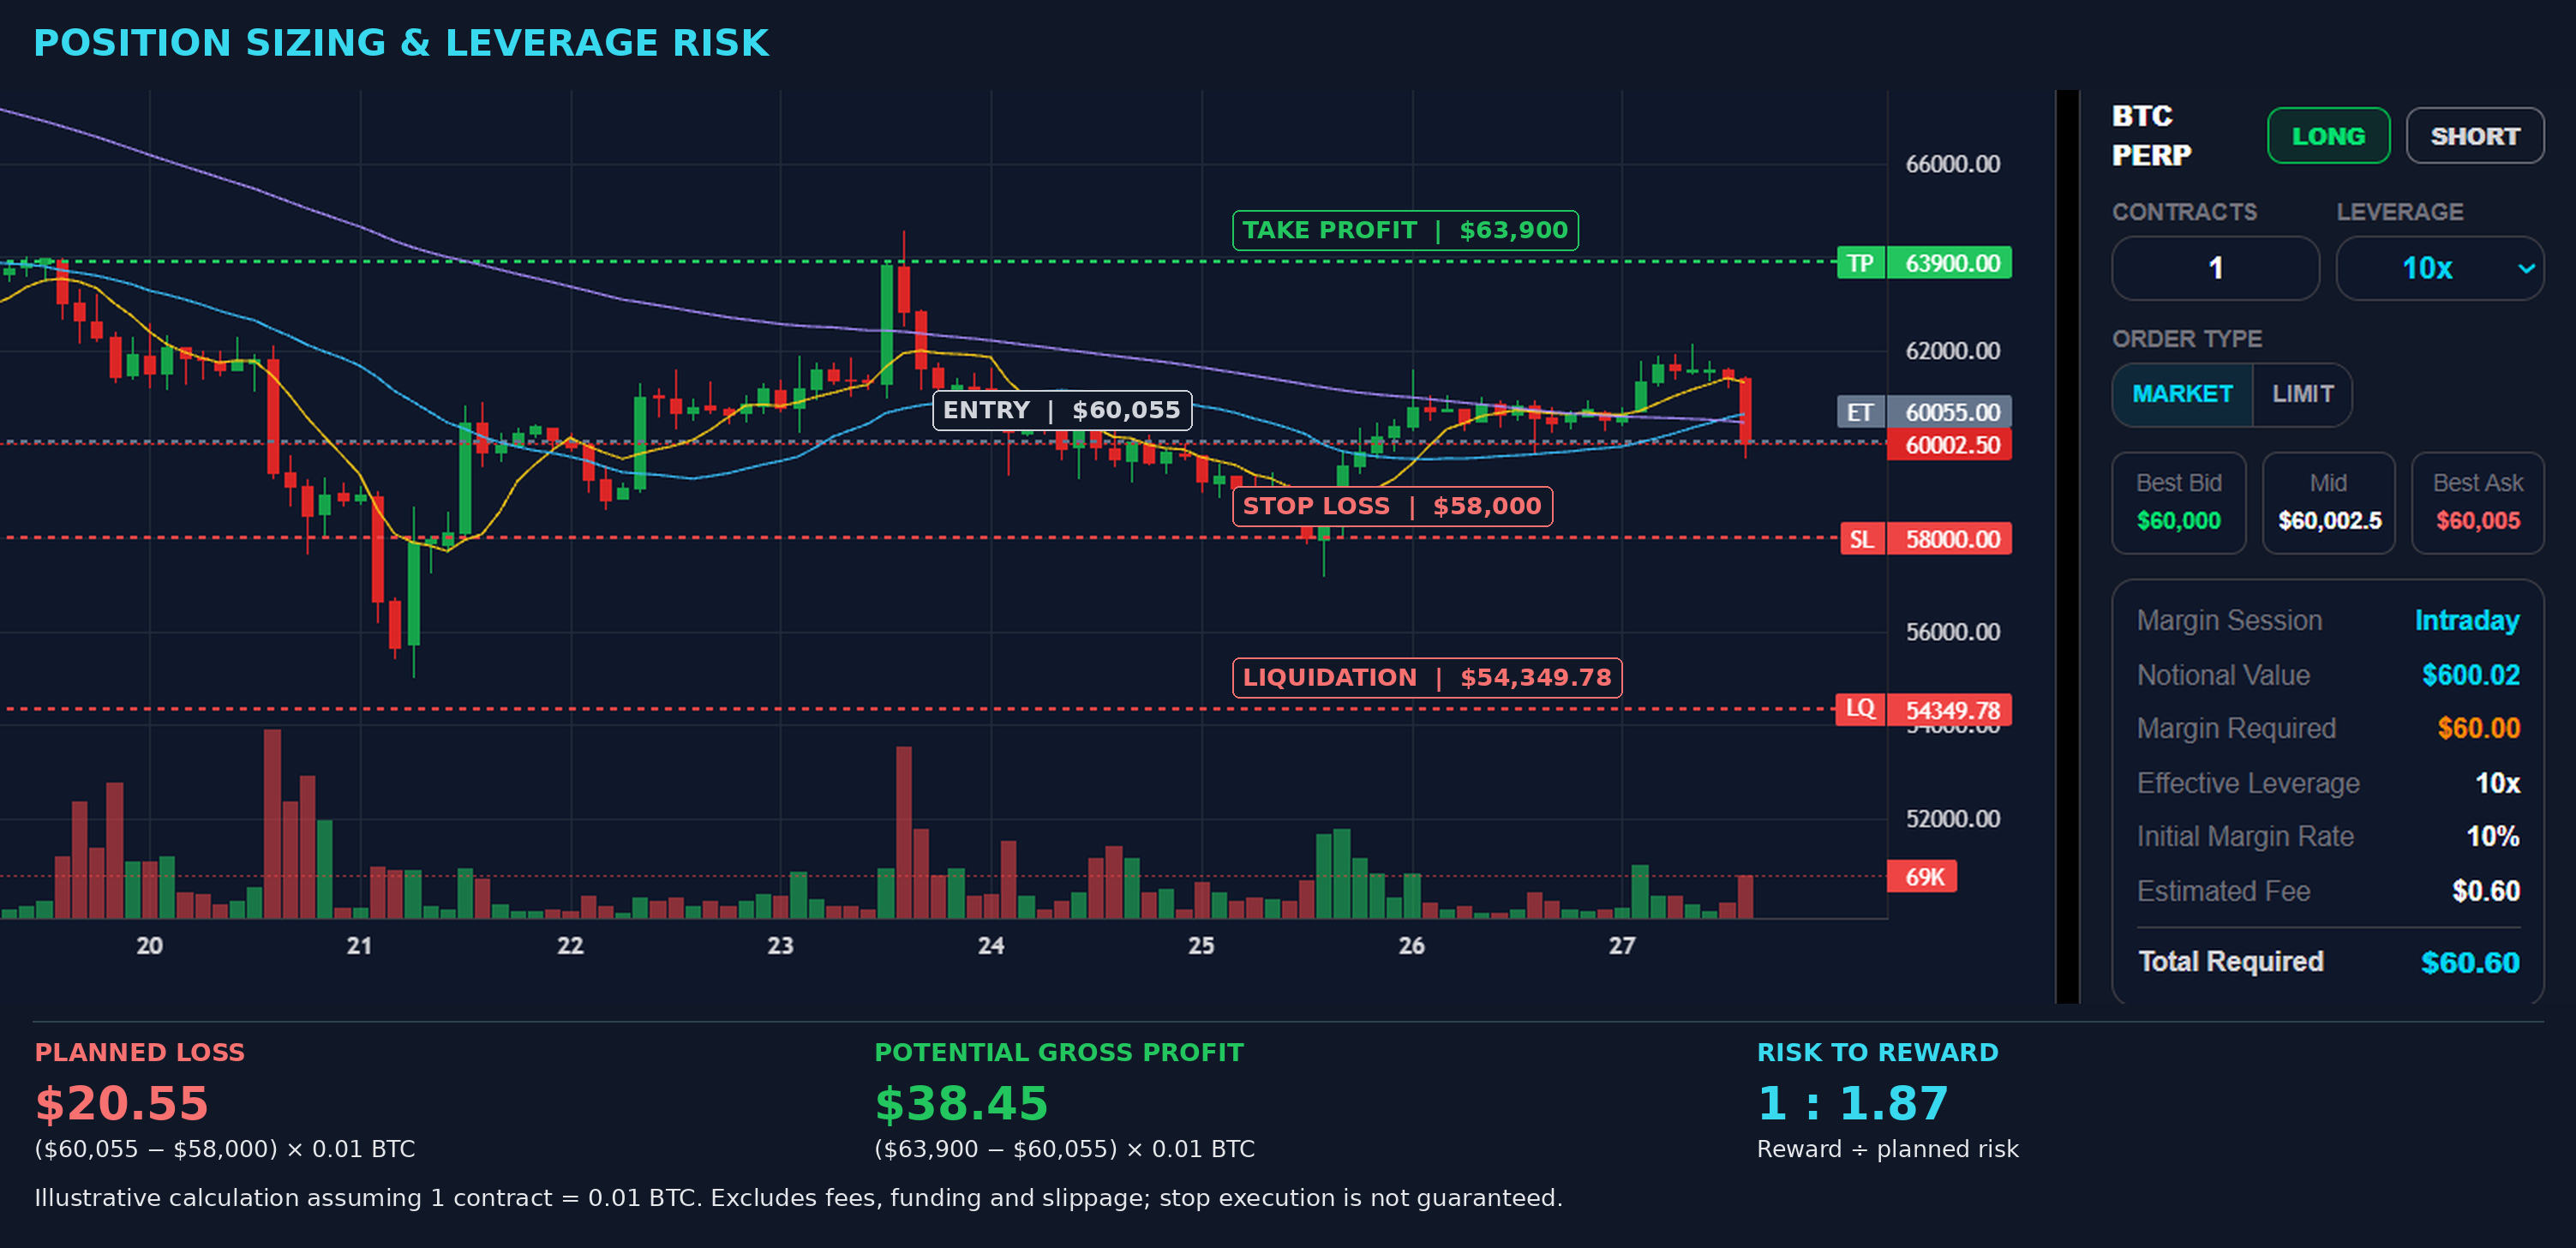 POSITION SIZING & LEVERAGE RISK
66000.00
TAKE PROFIT | $63,900
TP 63900.00
62000.00
ENTRY | $60,055
ET 60055.00
60002.50
STOP LOSS | $58,000
SL 58000.00
56000.00
LIQUIDATION | $54,349.78
LQ 54349.78
54000.00
52000.00
69K
20 21 22 23 24 25 26 27
BTC PERP
LONG SHORT
CONTRACTS LEVERAGE
1 10x
ORDER TYPE
MARKET LIMIT
Best Bid Mid Best Ask
$60,000 $60,002.5 $60,005
Margin Session Intraday
Notional Value $600.02
Margin Required $60.00
Effective Leverage 10x
Initial Margin Rate 10%
Estimated Fee $0.60
Total Required $60.60
PLANNED LOSS
$20.55
($60,055 − $58,000) × 0.01 BTC
POTENTIAL GROSS PROFIT
$38.45
($63,900 − $60,055) × 0.01 BTC
RISK TO REWARD
1 : 1.87
Reward ÷ planned risk
Illustrative calculation assuming 1 contract = 0.01 BTC. Excludes fees, funding and slippage; stop execution is not guaranteed.